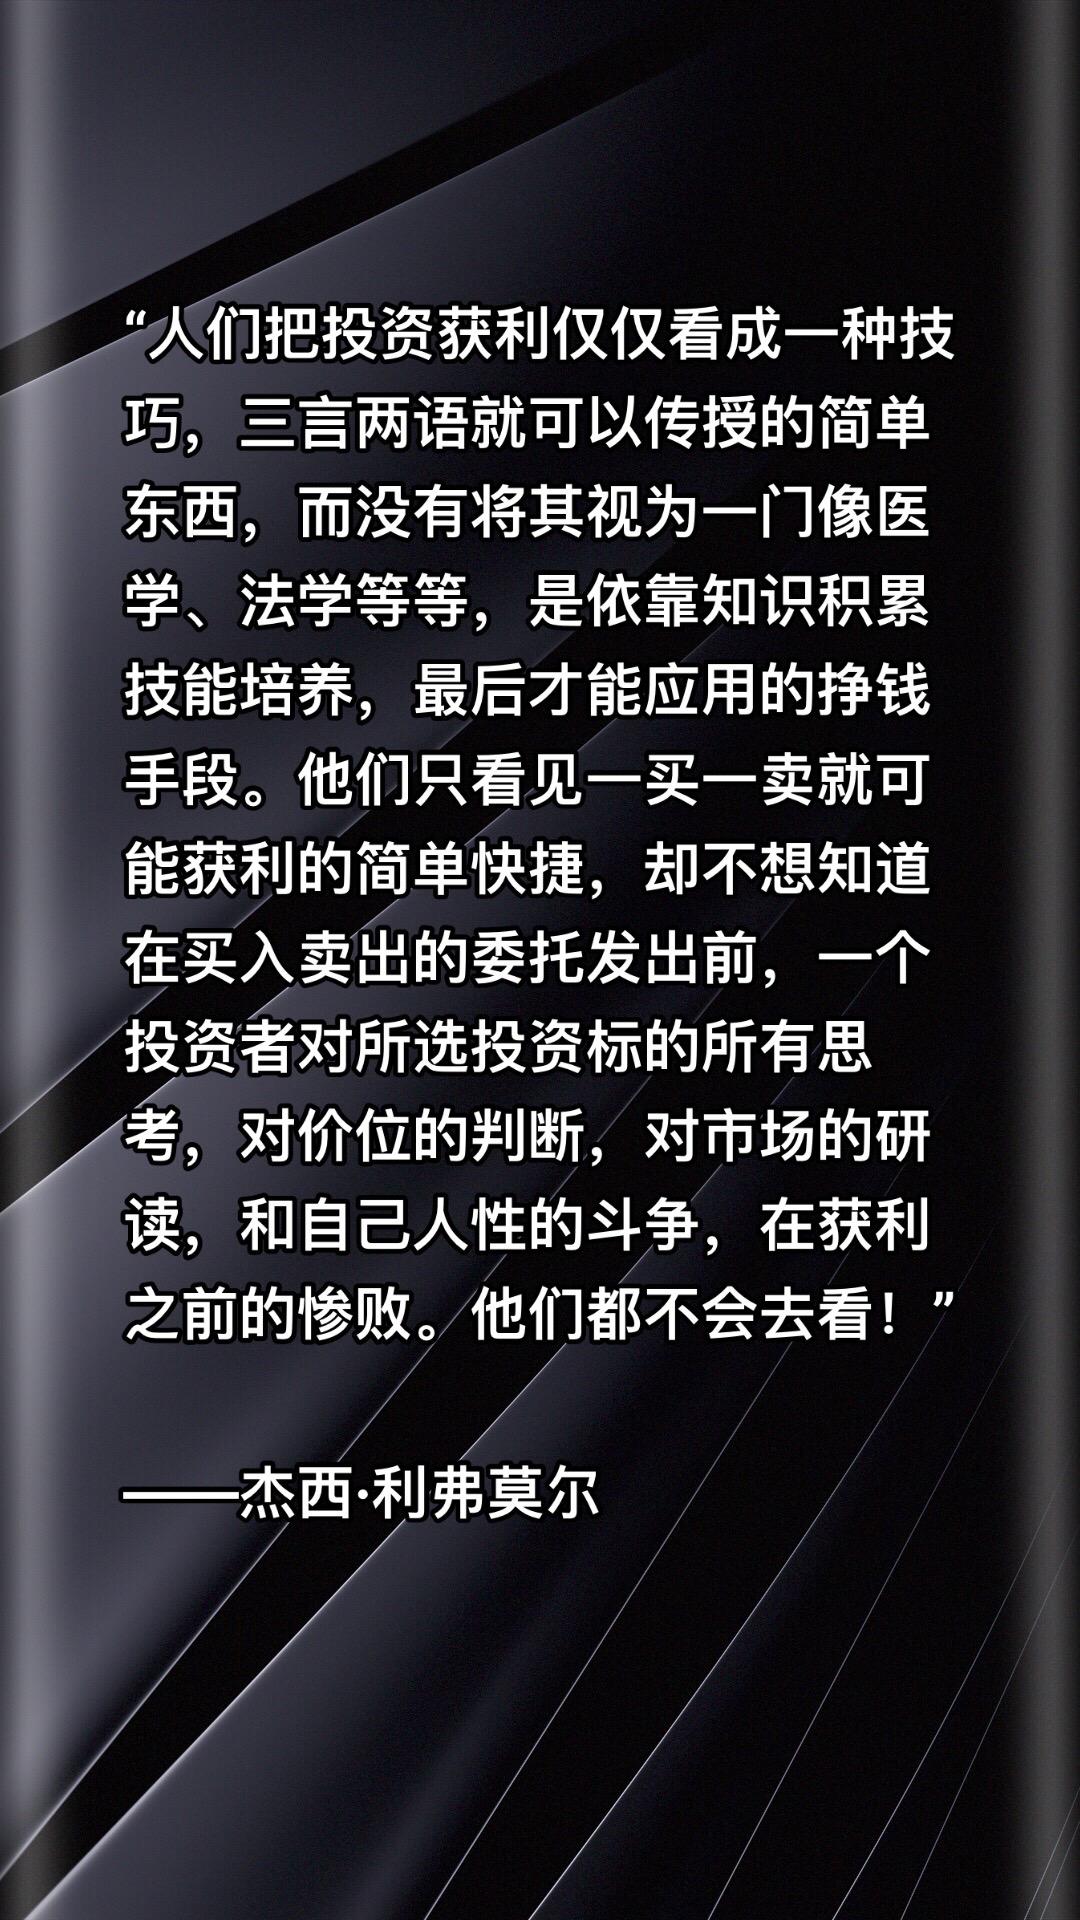 “人们把投资获利仅仅看成一种技
巧，三言两语就可以传授的简单
东西，而没有将其视为一门像医
学、法学等等，是依靠知识积累
技能培养，最后才能应用的挣钱
手段。他们只看见一买一卖就可
能获利的简单快捷，却不想知道
在买入卖出的委托发出前，一个
投资者对所选投资标的所有思
考，对价位的判断，对市场的研
读，和自己人性的斗争，在获利
之前的惨败。他们都不会去看！”
——杰西·利弗莫尔